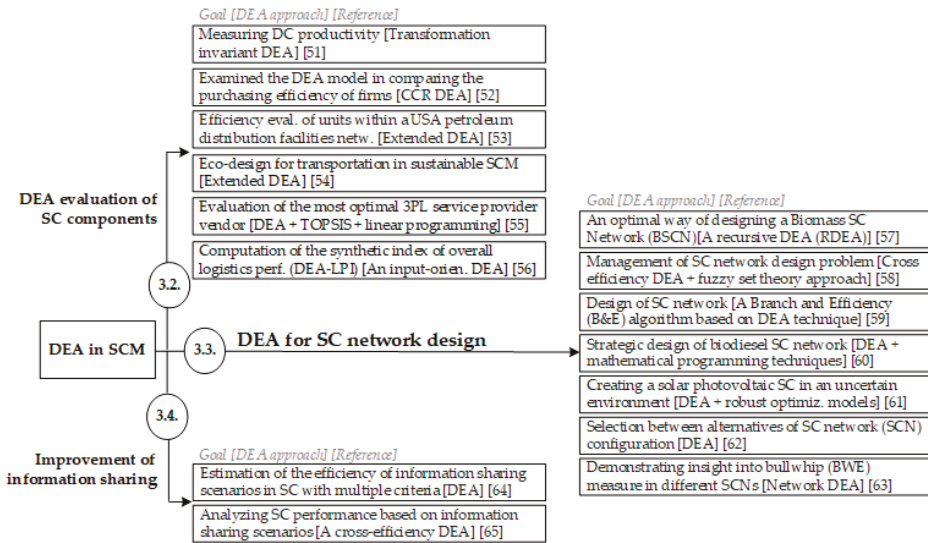 Goal [DEA approach] [Reference]
Measuring DC productivity [Transformation
invariant DEA] [51]
Examined the DEA model in comparing the
purchasing efficiency of firms [CCR DEA] [52]
Efficiency eval. of units within a USA petroleum
distribution facilities netw. [Extended DEA] [53]
Eco-design for transportation in sustainable SCM
[Extended DEA] [54]
Evaluation of the most optimal 3PL service provider
vendor [DEA + TOPSIS + linear programming] [55]
Computation of the synthetic index of overall
logistics perf. (DEA-LPI) [An input-orien. DEA] [56]
DEA evaluation of
SC components
3.2.
DEA in SCM
3.3.
DEA for SC network design
Goal [DEA approach] [Reference]
An optimal way of designing a Biomass SC
Network (BSCN)[A recursive DEA (RDEA)] [57]
Management of SC network design problem [Cross
efficiency DEA + fuzzy set theory approach] [58]
Design of SC network [A Branch and Efficiency
(B&E) algorithm based on DEA technique] [59]
Strategic design of biodiesel SC network [DEA +
mathematical programming techniques] [60]
Creating a solar photovoltaic SC in an uncertain
environment [DEA + robust optimiz. models] [61]
Selection between alternatives of SC network (SCN)
configuration [DEA] [62]
Demonstrating insight into bullwhip (BWE)
measure in different SCNs [Network DEA] [63]
3.4.
Improvement of
information sharing
Goal [DEA approach] [Reference]
Estimation of the efficiency of information sharing
scenarios in SC with multiple criteria [DEA] [64]
Analyzing SC performance based on information
sharing scenarios [A cross-efficiency DEA] [65]